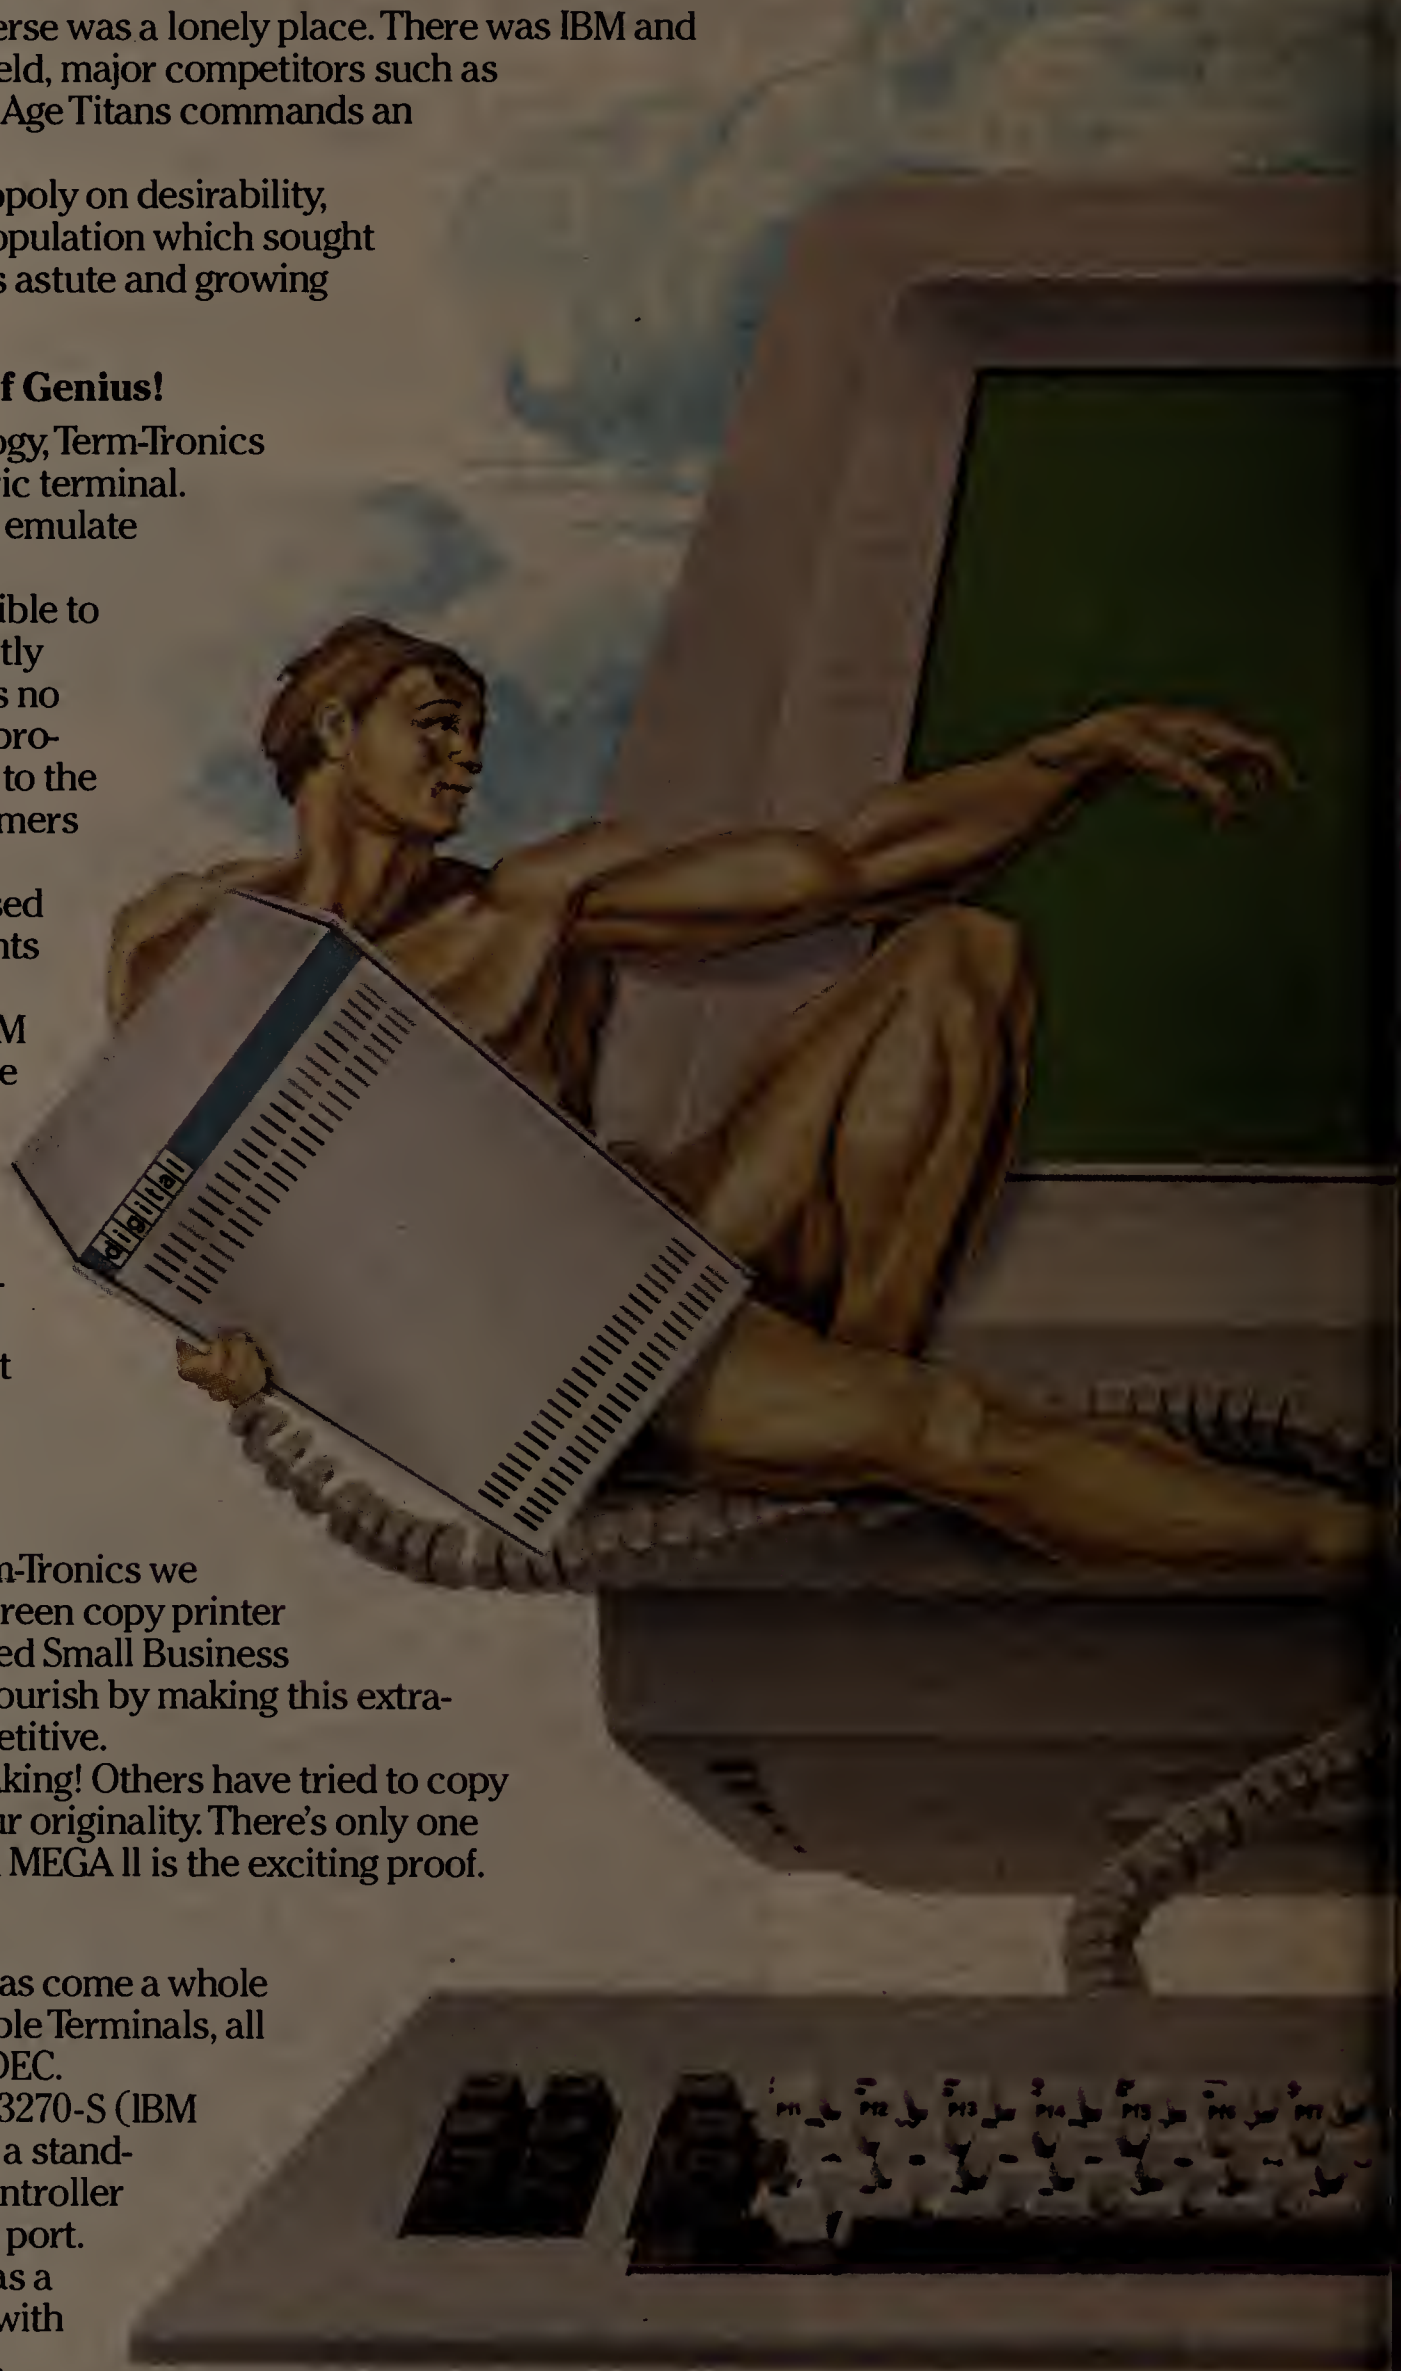 erse was a lonely place. There was IBM and
eld, major competitors such as
Age Titans commands an
opoly on desirability,
opulation which sought
s astute and growing
f Genius!
ogy, Term-Tronics
ic terminal.
emulate
ible to
tly
s no
pro-
to the
mers
sed
nts
M
e
digital
t
m-Tronics we
reen copy printer
ed Small Business
ourish by making this extra-
etitive.
king! Others have tried to copy
ur originality. There's only one
MEGA ll is the exciting proof.
as come a whole
ble Terminals, all
DEC.
3270-S (IBM
a stand-
ntroller
port.
as a
with
Pf1 Pf2 Pf3 Pf4 Pf5 Pf6 Pf7